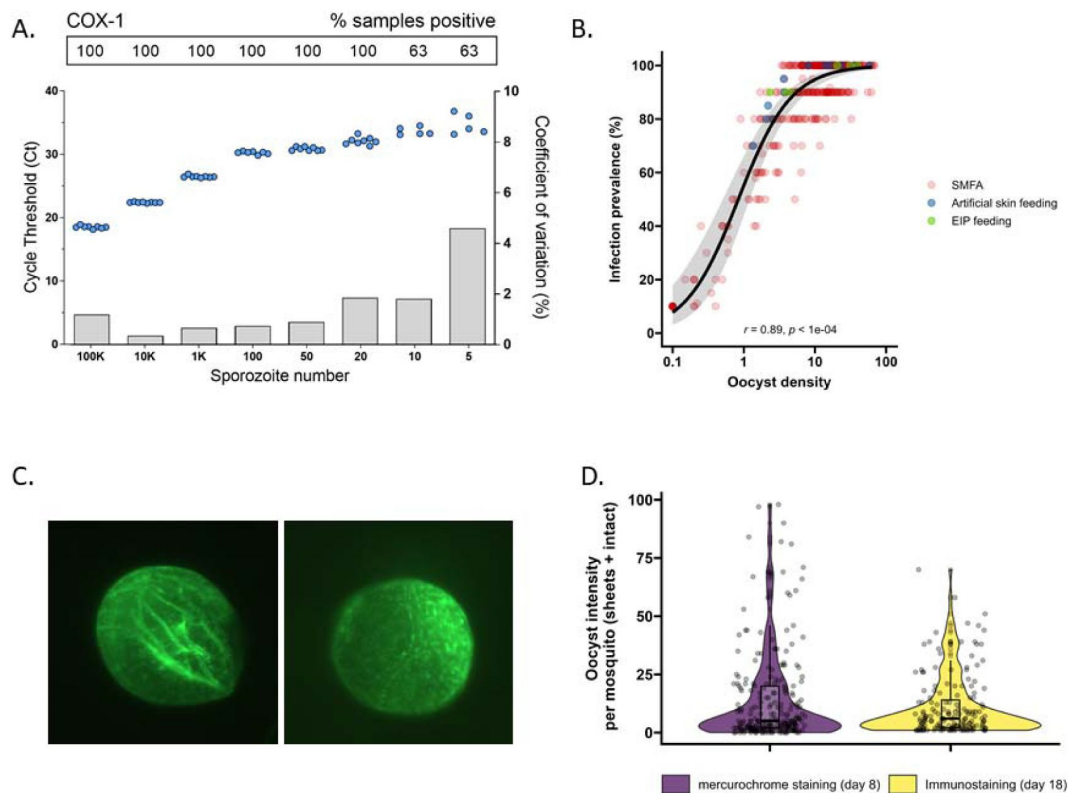 A.
COX-1 % samples positive
100 100 100 100 100 100 63 63
40
30
20
10
0
Cycle Threshold (Ct)
10
8
6
4
2
0
Coefficient of variation (%)
100K 10K 1K 100 50 20 10 5
Sporozoite number
B.
100
80
60
40
20
0
Infection prevalence (%)
r = 0.89, p < 1e-04
0.1 1 10 100
Oocyst density
SMFA
Artificial skin feeding
EIP feeding
C.
D.
100
75
50
25
0
Oocyst intensity
per mosquito (sheets + intact)
mercurochrome staining (day 8) Immunostaining (day 18)